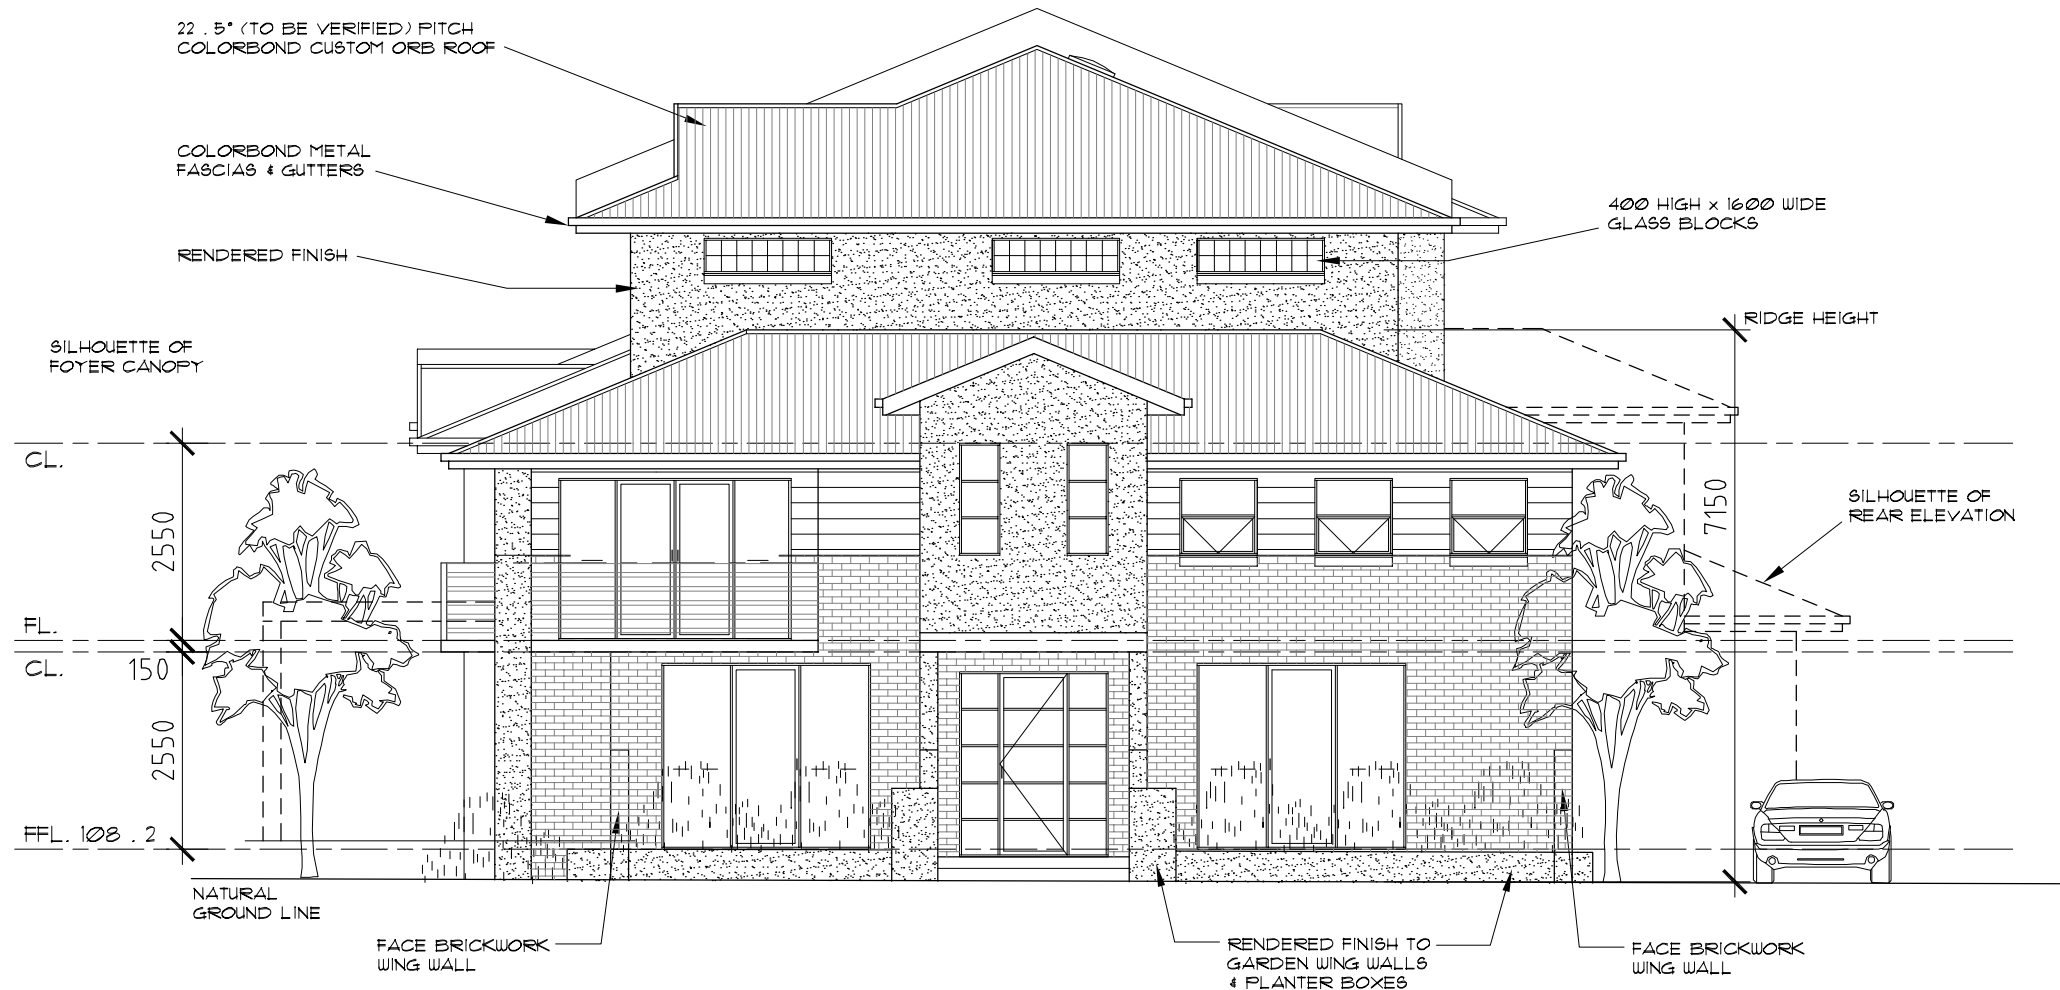 22 . 5° (TO BE VERIFIED) PITCH
COLORBOND CUSTOM ORB ROOF
COLORBOND METAL
FASCIAS & GUTTERS
400 HIGH x 1600 WIDE
GLASS BLOCKS
RENDERED FINISH
RIDGE HEIGHT
SILHOUETTE OF
FOYER CANOPY
CL.
2550
7150
SILHOUETTE OF
REAR ELEVATION
FL.
CL.
150
2550
FFL. 108 . 2
NATURAL
GROUND LINE
FACE BRICKWORK
WING WALL
RENDERED FINISH TO
GARDEN WING WALLS
& PLANTER BOXES
FACE BRICKWORK
WING WALL